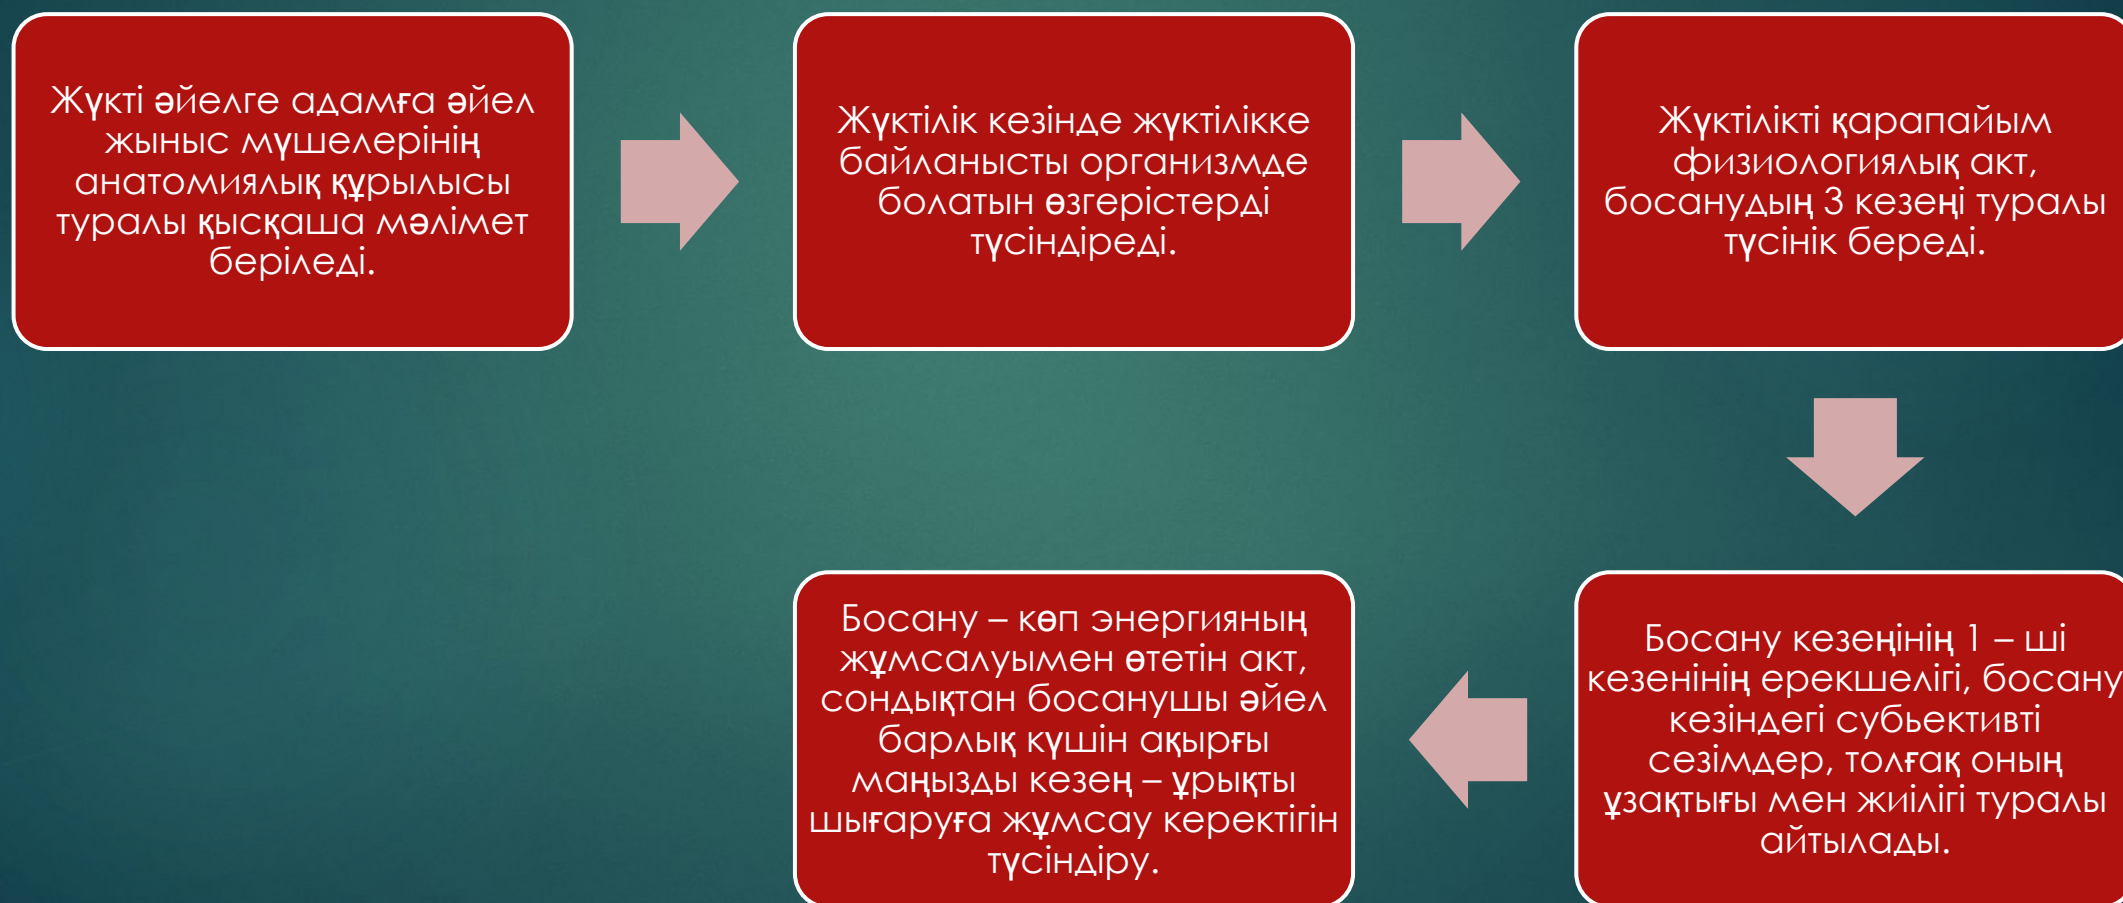 Жүкті әйелге адамға әйел
жыныс мүшелерінің
анатомиялық құрылысы
туралы қысқаша мәлімет
беріледі.
Жүктілік кезінде жүктілікке
байланысты организмде
болатын өзгерістерді
түсіндіреді.
Жүктілікті қарапайым
физиологиялық акт,
босанудың 3 кезеңі туралы
түсінік береді.
Босану кезеңінің 1 – ші
кезенінің ерекшелігі, босану
кезіндегі субьективті
сезімдер, толғақ оның
ұзақтығы мен жиілігі туралы
айтылады.
Босану – көп энергияның
жұмсалуымен өтетін акт,
сондықтан босанушы әйел
барлық күшін ақырғы
маңызды кезең – ұрықты
шығаруға жұмсау керектігін
түсіндіру.